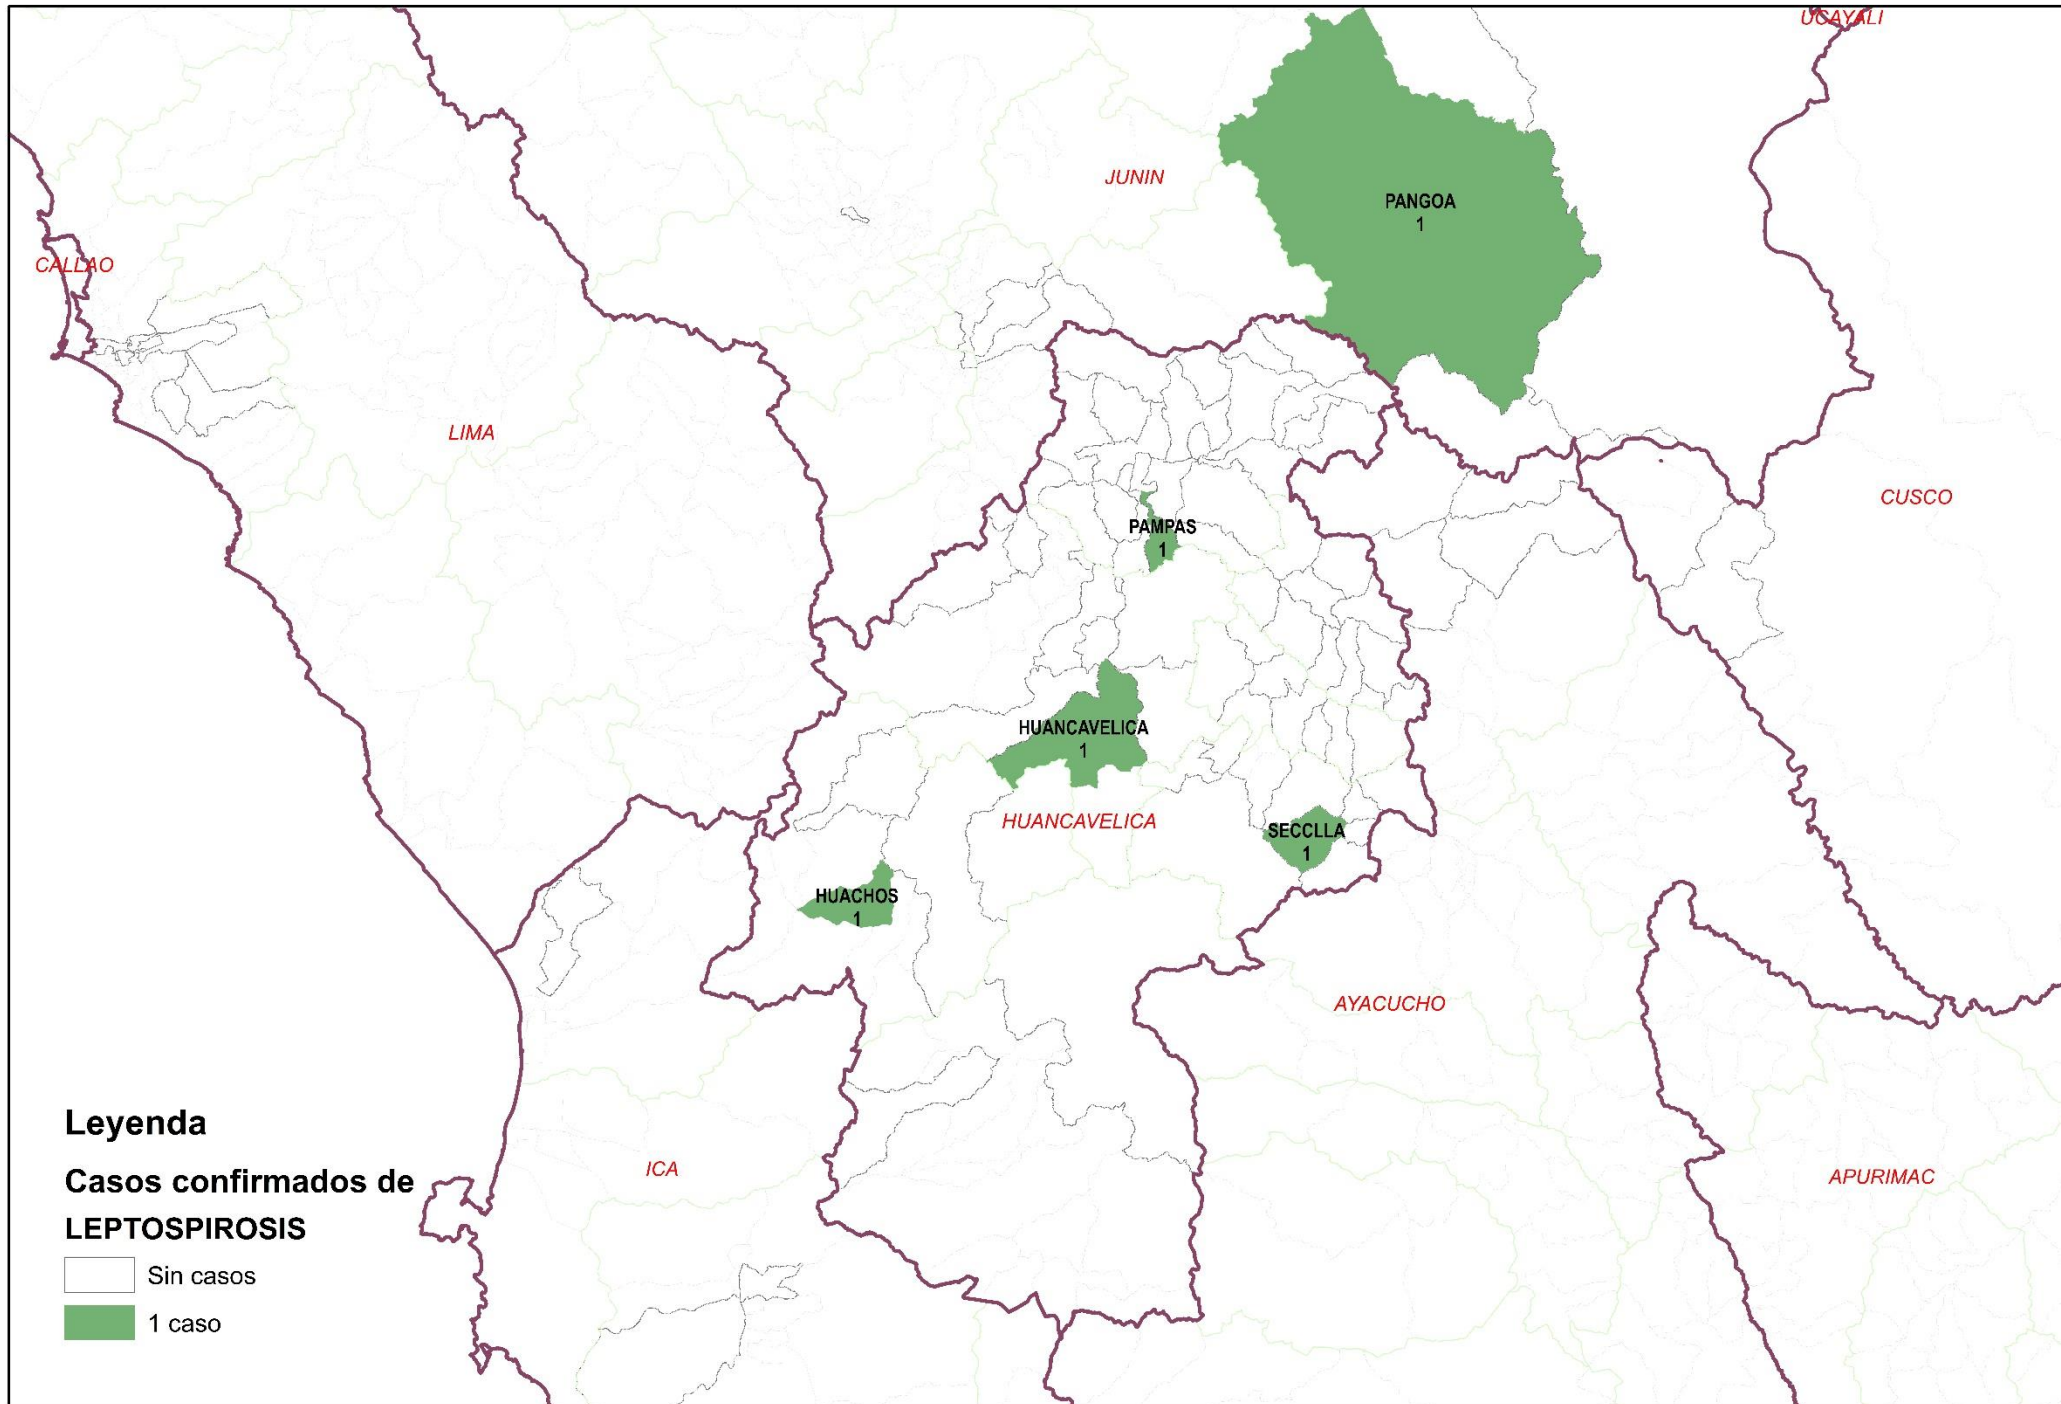 UCAYALI
JUNIN
PANGOA
1
CALLAO
LIMA
CUSCO
PAMPAS
1
HUANCAVELICA
1
HUANCAVELICA
SECCLLA
1
HUACHOS
1
AYACUCHO
ICA
APURIMAC
Leyenda
Casos confirmados de
LEPTOSPIROSIS
Sin casos
1 caso